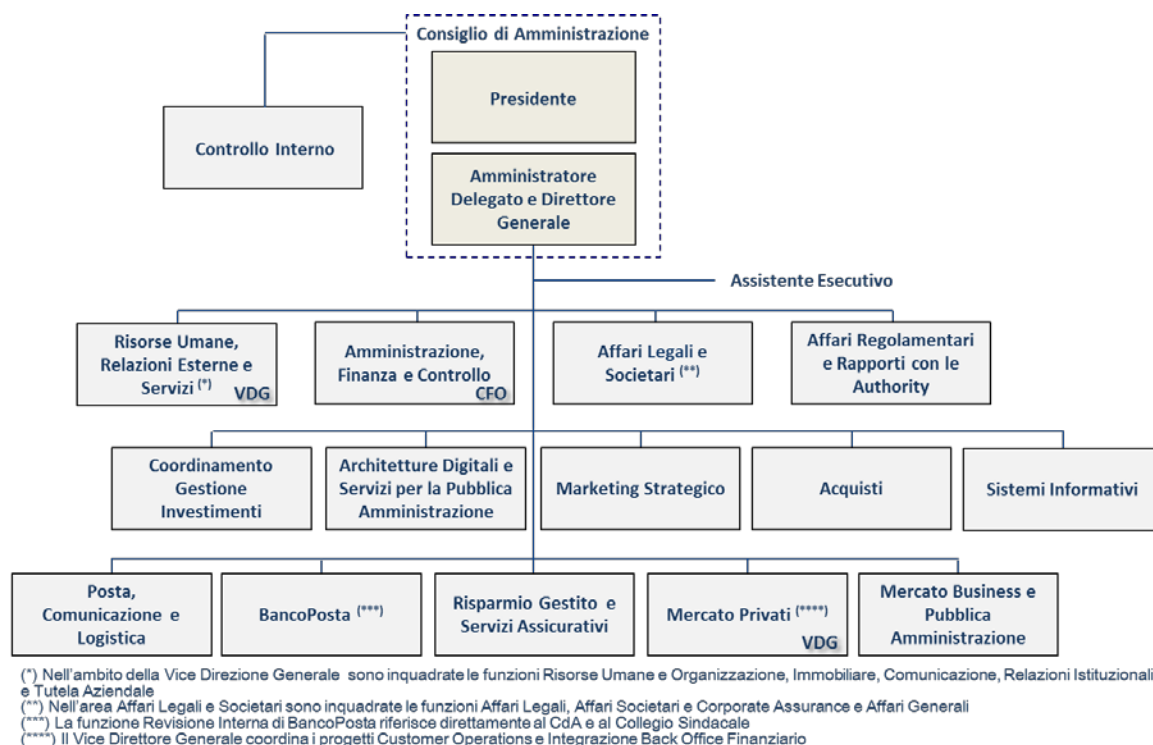 Consiglio di Amministrazione
Presidente
Controllo Interno
Amministratore
Delegato e Direttore
Generale
Assistente Esecutivo
Risorse Umane,
Relazioni Esterne e
Servizi (*)
VDG
Amministrazione,
Finanza e Controllo
CFO
Affari Legali e
Societari (**)
Affari Regolamentari
e Rapporti con le
Authority
Coordinamento
Gestione
Investimenti
Architetture Digitali e
Servizi per la Pubblica
Amministrazione
Marketing Strategico
Acquisti
Sistemi Informativi
Posta,
Comunicazione e
Logistica
BancoPosta (***)
Risparmio Gestito e
Servizi Assicurativi
Mercato Privati (****)
VDG
Mercato Business e
Pubblica
Amministrazione
(*) Nell'ambito della Vice Direzione Generale sono inquadrate le funzioni Risorse Umane e Organizzazione, Immobiliare, Comunicazione, Relazioni Istituzionali
e Tutela Aziendale
(**) Nell'area Affari Legali e Societari sono inquadrate le funzioni Affari Legali, Affari Societari e Corporate Assurance e Affari Generali
(***) La funzione Revisione Interna di BancoPosta riferisce direttamente al CdA e al Collegio Sindacale
(****) Il Vice Direttore Generale coordina i progetti Customer Operations e Integrazione Back Office Finanziario